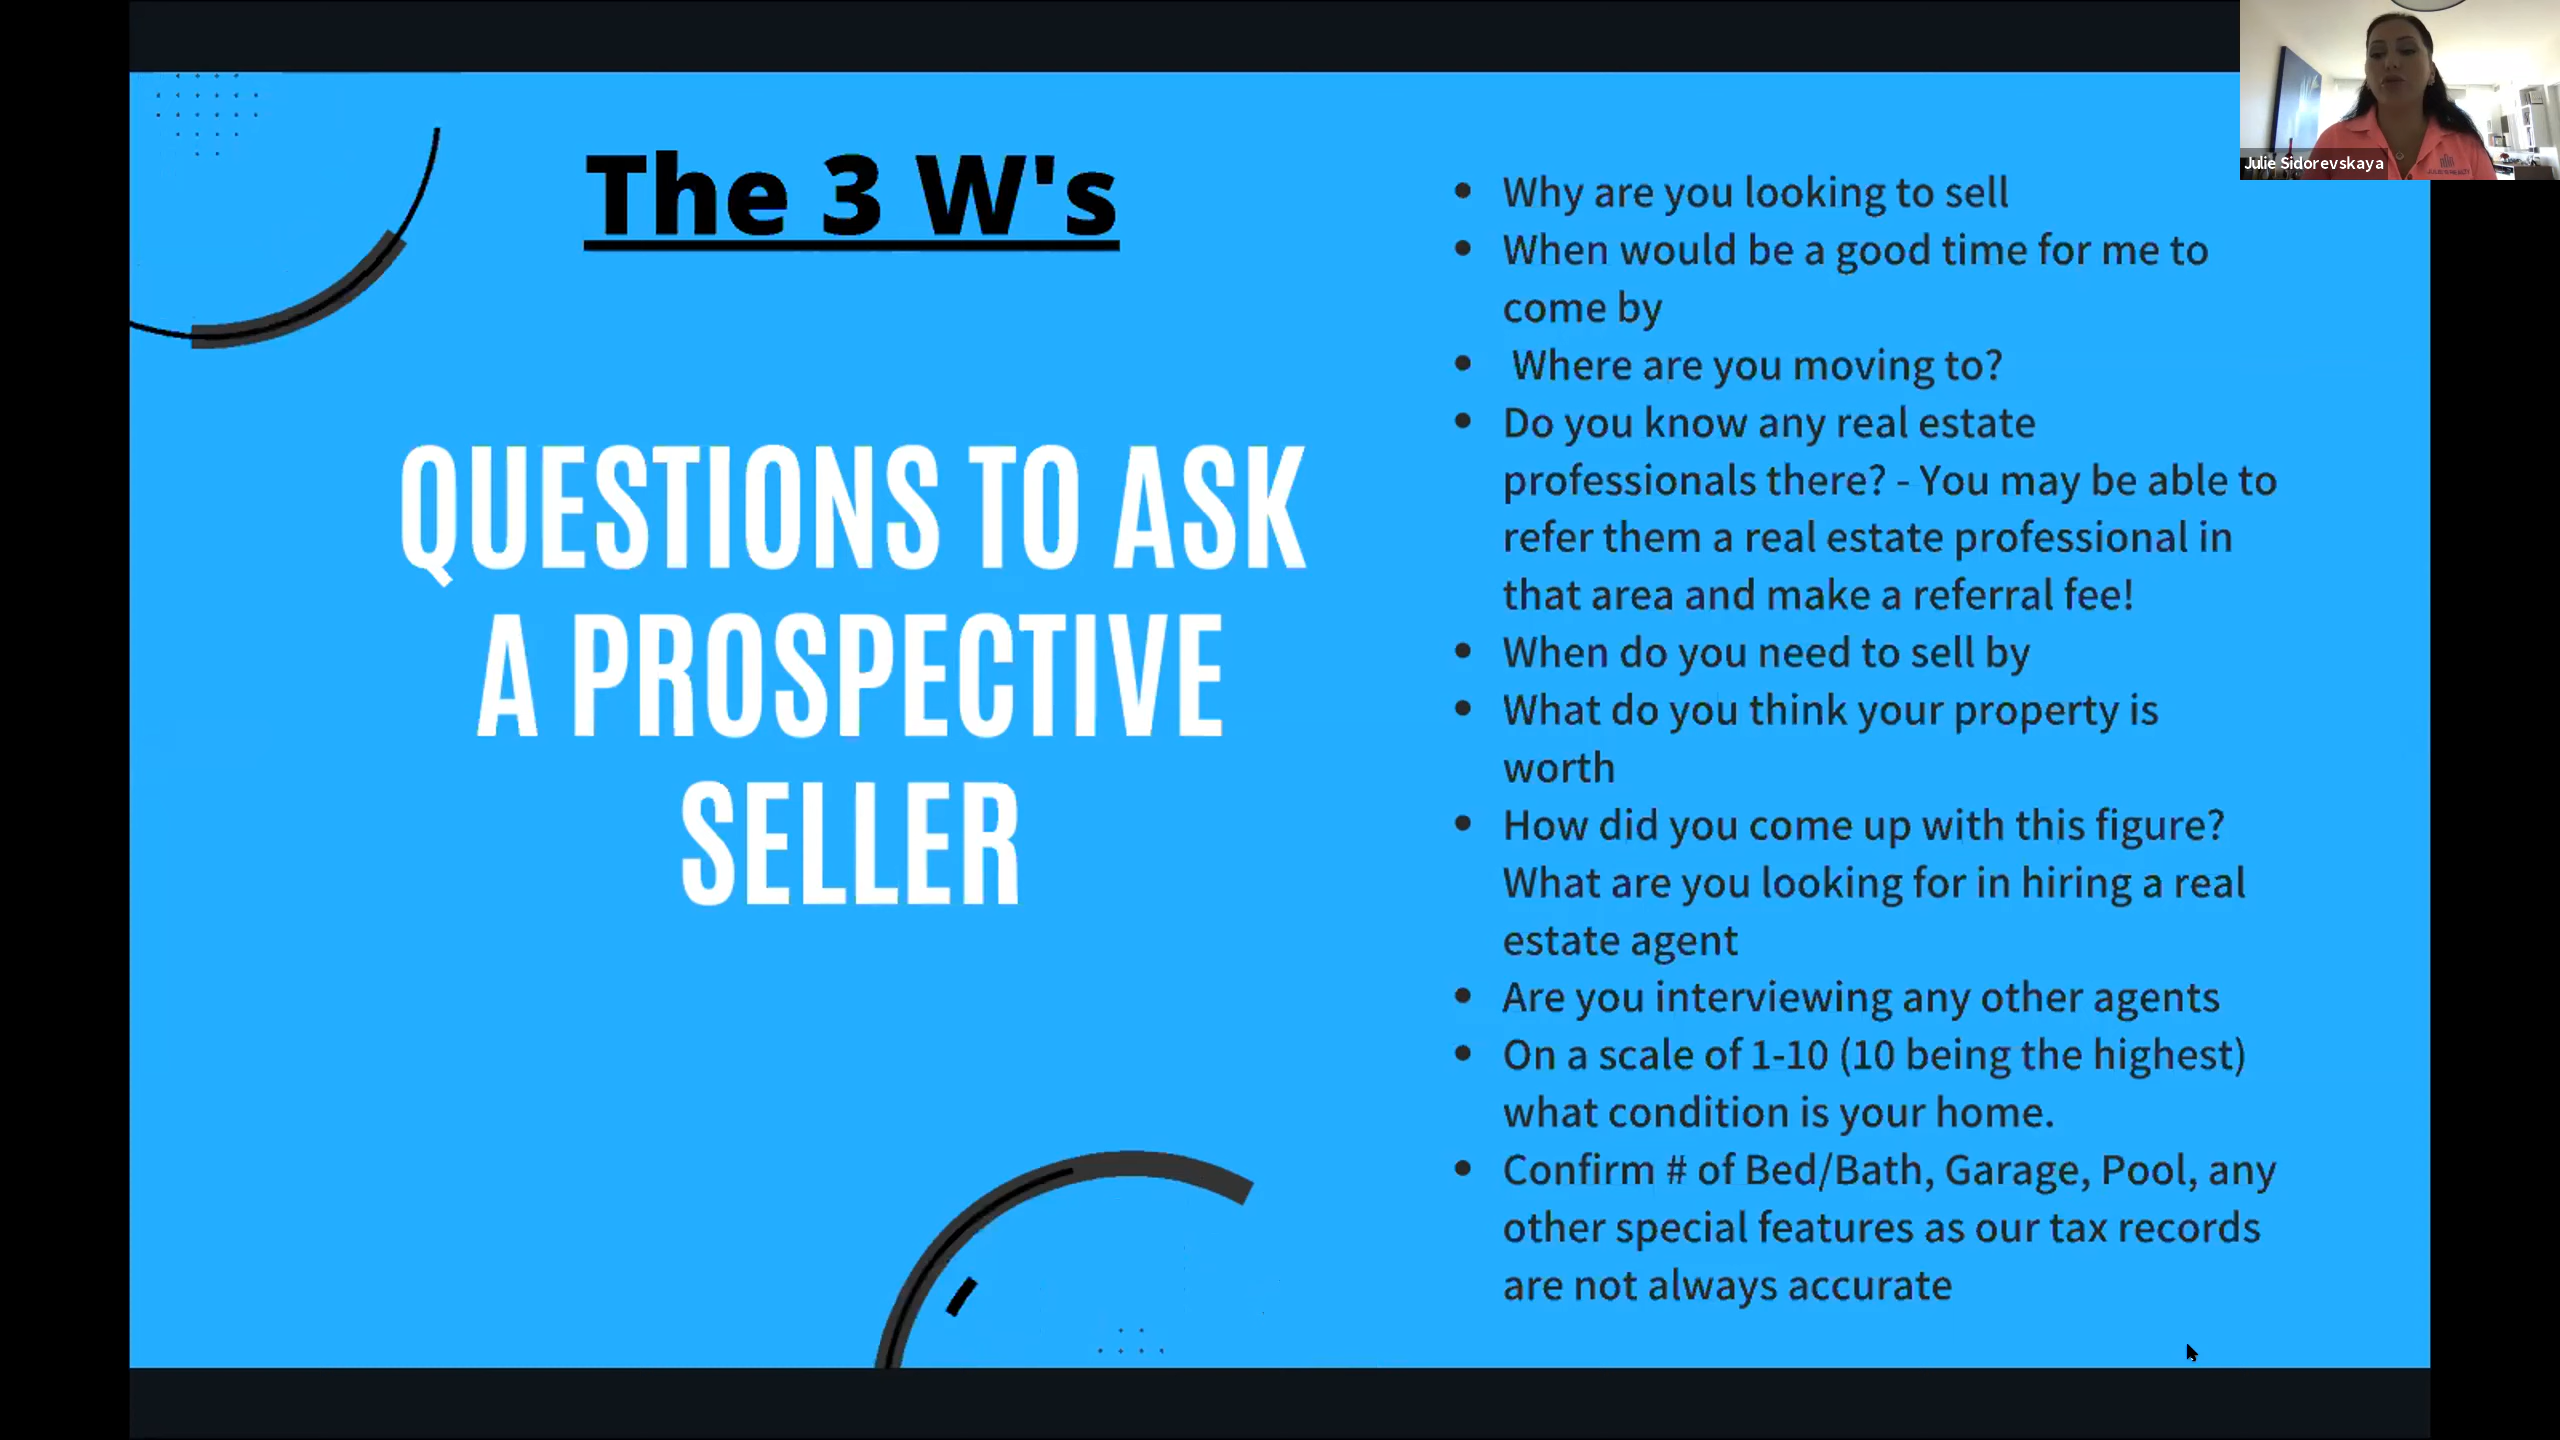 The 3 W's
QUESTIONS TO ASK
A PROSPECTIVE
SELLER
• Why are you looking to sell
• When would be a good time for me to
come by
• Where are you moving to?
• Do you know any real estate
professionals there? - You may be able to
refer them a real estate professional in
that area and make a referral fee!
• When do you need to sell by
• What do you think your property is
worth
• How did you come up with this figure?
What are you looking for in hiring a real
estate agent
• Are you interviewing any other agents
• On a scale of 1-10 (10 being the highest)
what condition is your home.
• Confirm # of Bed/Bath, Garage, Pool, any
other special features as our tax records
are not always accurate
Julie Sidorevskaya